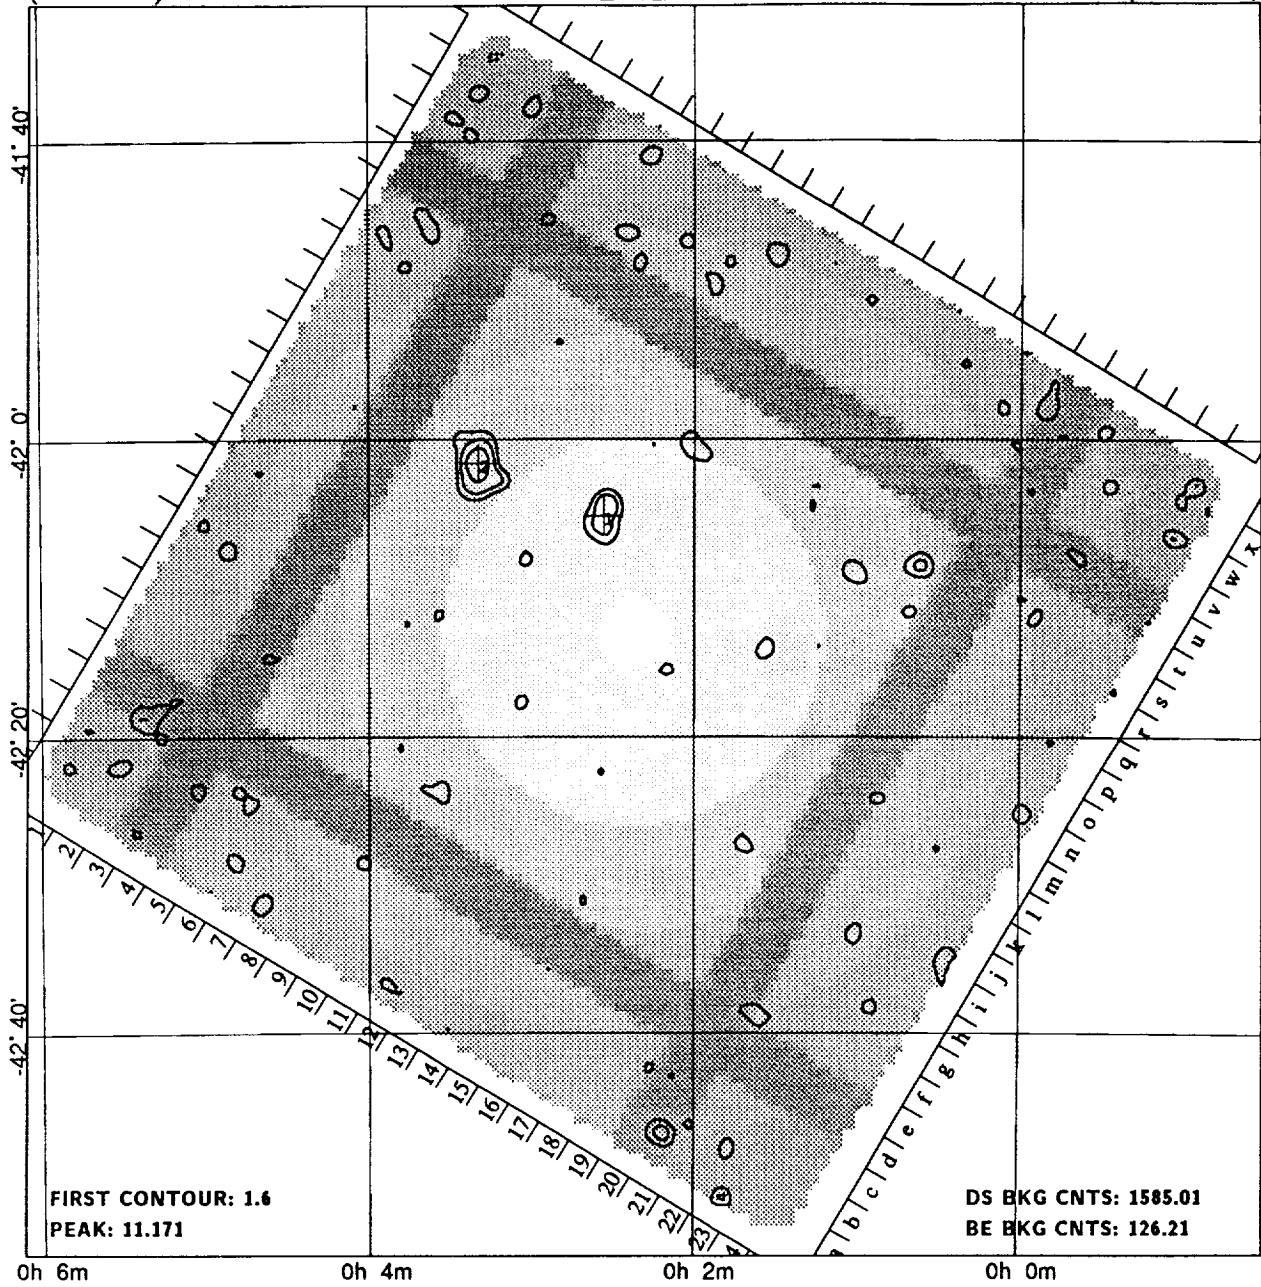 -41° 40'
-42° 0'
-42° 20'
-42° 40'
0h 6m
0h 4m
0h 2m
0h 0m
1 2 3 4 5 6 7 8 9 10 11 12 13 14 15 16 17 18 19 20 21 22 23
a b c d e f g h i j k l m n o p q r s t u v w x
FIRST CONTOUR: 1.6
PEAK: 11.171
DS BKG CNTS: 1585.01
BE BKG CNTS: 126.21